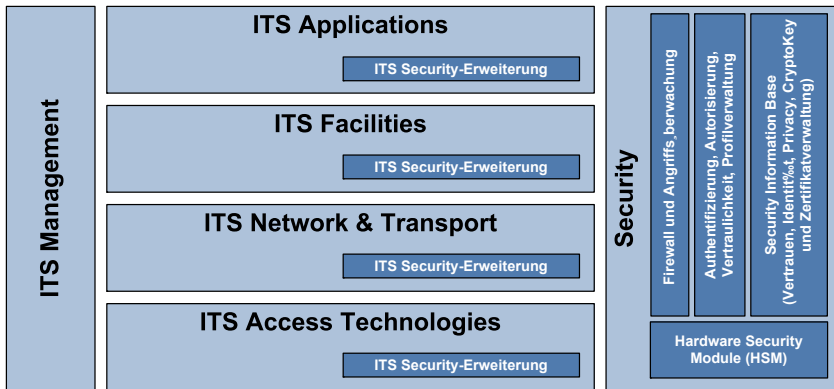 ITS Management
ITS Applications
ITS Security-Erweiterung
ITS Facilities
ITS Security-Erweiterung
ITS Network & Transport
ITS Security-Erweiterung
ITS Access Technologies
ITS Security-Erweiterung
Security
Firewall und Angriffs„berwachung
Authentifizierung, Autorisierung,
Vertraulichkeit, Profilverwaltung
Security Information Base
(Vertrauen, Identit‰t, Privacy, CryptoKey
und Zertifikatverwaltung)
Hardware Security
Module (HSM)